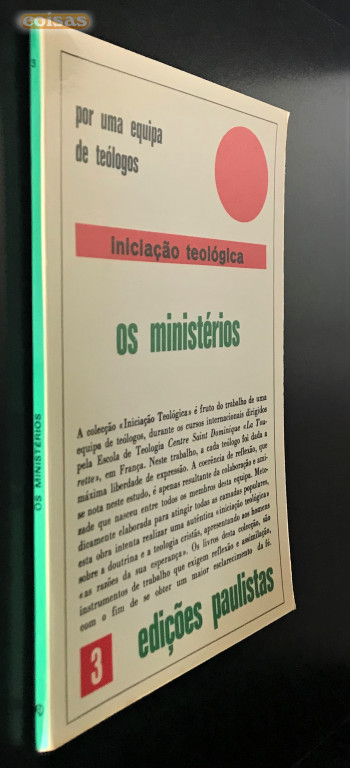 coisas
3
por uma equipa
de teólogos
iniciação teológica
os ministérios
A colecção «Iniciação Teológica» é fruto do trabalho de uma
equipa de teólogos, durante os cursos internacionais dirigidos
pela Escola de Teologia Centre Saint Dominique «La Tua-
rette», em França. Neste trabalho, a cada teólogo foi dada a
máxima liberdade de expressão. A coerência de reflexão, que
se nota neste estudo, é apenas resultante da colaboração e ami-
zade que nasceu entre todos os membros desta equipa. Meto-
dicamente elaborada para atingir todas as camadas populares,
esta obra intenta realizar uma autêntica «iniciação teológica»
sobre a doutrina e a teologia cristãs, apresentando aos homens
«as razões da sua esperança». Os livros desta colecção, são
instrumentos de trabalho que exigem reflexão e assimilação,
com o fim de se obter um maior esclarecimento da fé.
3
edições paulistas
OS MINISTÉRIOS